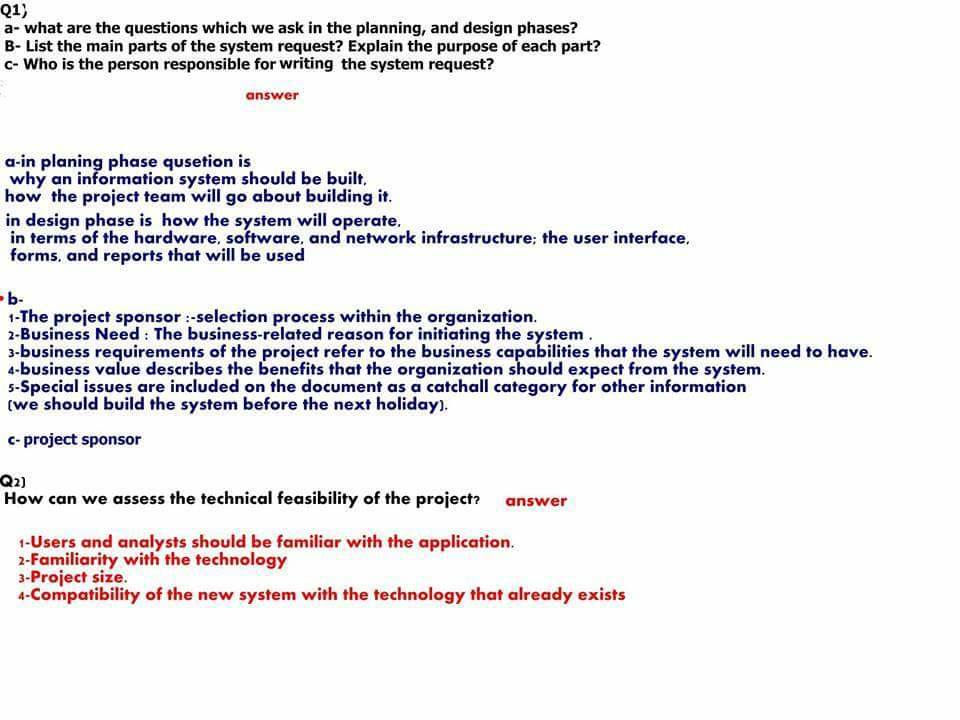 Q1)
a- what are the questions which we ask in the planning, and design phases?
B- List the main parts of the system request? Explain the purpose of each part?
c- Who is the person responsible for writing the system request?
answer
a-in planing phase qusetion is
why an information system should be built,
how the project team will go about building it.
in design phase is how the system will operate,
in terms of the hardware, software, and network infrastructure; the user interface,
forms, and reports that will be used
• b-
1-The project sponsor :-selection process within the organization.
2-Business Need : The business-related reason for initiating the system .
3-business requirements of the project refer to the business capabilities that the system will need to have.
4-business value describes the benefits that the organization should expect from the system.
5-Special issues are included on the document as a catchall category for other information
(we should build the system before the next holiday).
c- project sponsor
Q2)
How can we assess the technical feasibility of the project? answer
1-Users and analysts should be familiar with the application.
2-Familiarity with the technology
3-Project size.
4-Compatibility of the new system with the technology that already exists